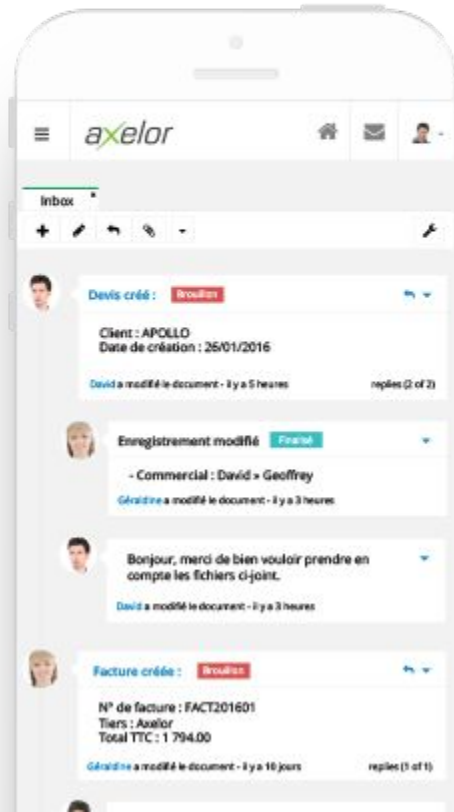 axelor
Inbox
Devis créé : Brouillon
Client : APOLLO
Date de création : 26/01/2016
David a modifié le document - il y a 5 heures replies (2 of 2)
Enregistrement modifié Finalisé
- Commercial : David » Geoffrey
Géraldine a modifié le document - il y a 3 heures
Bonjour, merci de bien vouloir prendre en
compte les fichiers ci-joint.
David a modifié le document - il y a 3 heures
Facture créée : Brouillon
N° de facture : FACT201601
Tiers : Axelor
Total TTC : 1 794.00
Géraldine a modifié le document - il y a 10 jours replies (1 of 1)